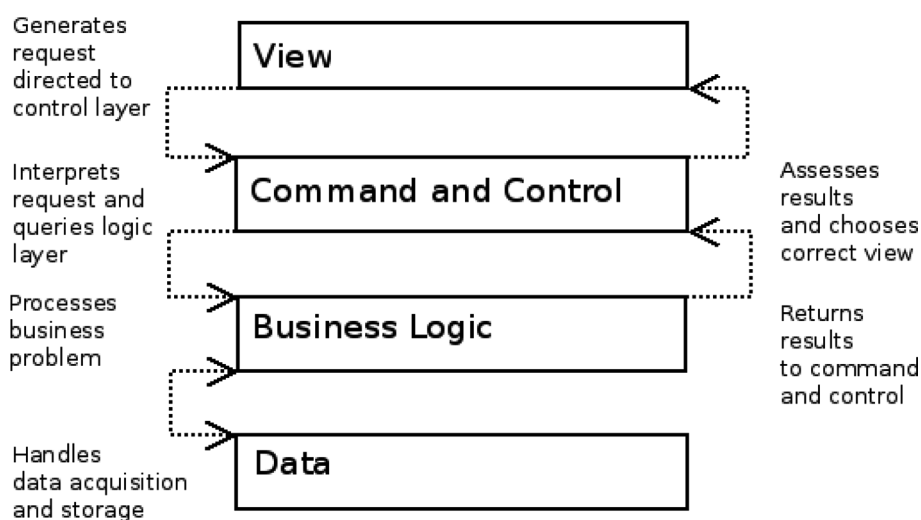 Generates
request
directed to
control layer
View
Interprets
request and
queries logic
layer
Command and Control
Assesses
results
and chooses
correct view
Processes
business
problem
Business Logic
Returns
results
to command
and control
Handles
data acquisition
and storage
Data